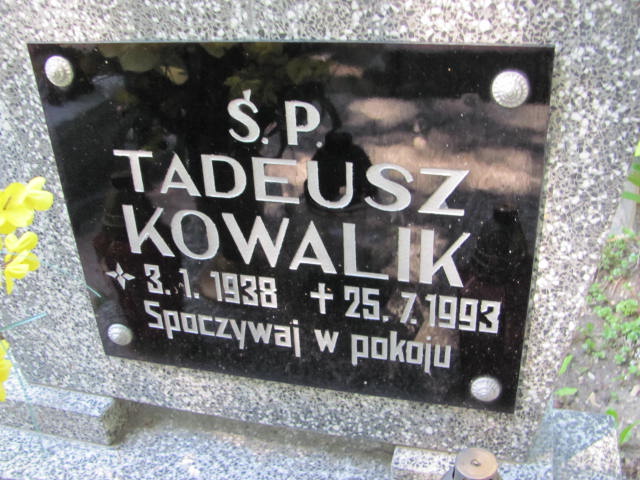 Ś.P.
TADEUSZ
KOWALIK
3.1.1938 + 25.7.1993
Spoczywaj w pokoju